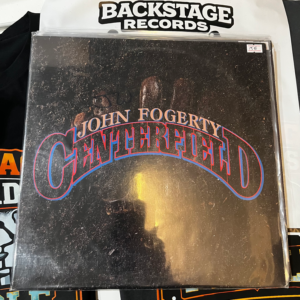 BACKSTAGE
RECORDS
JOHN FOGERTY
CENTERFIELD